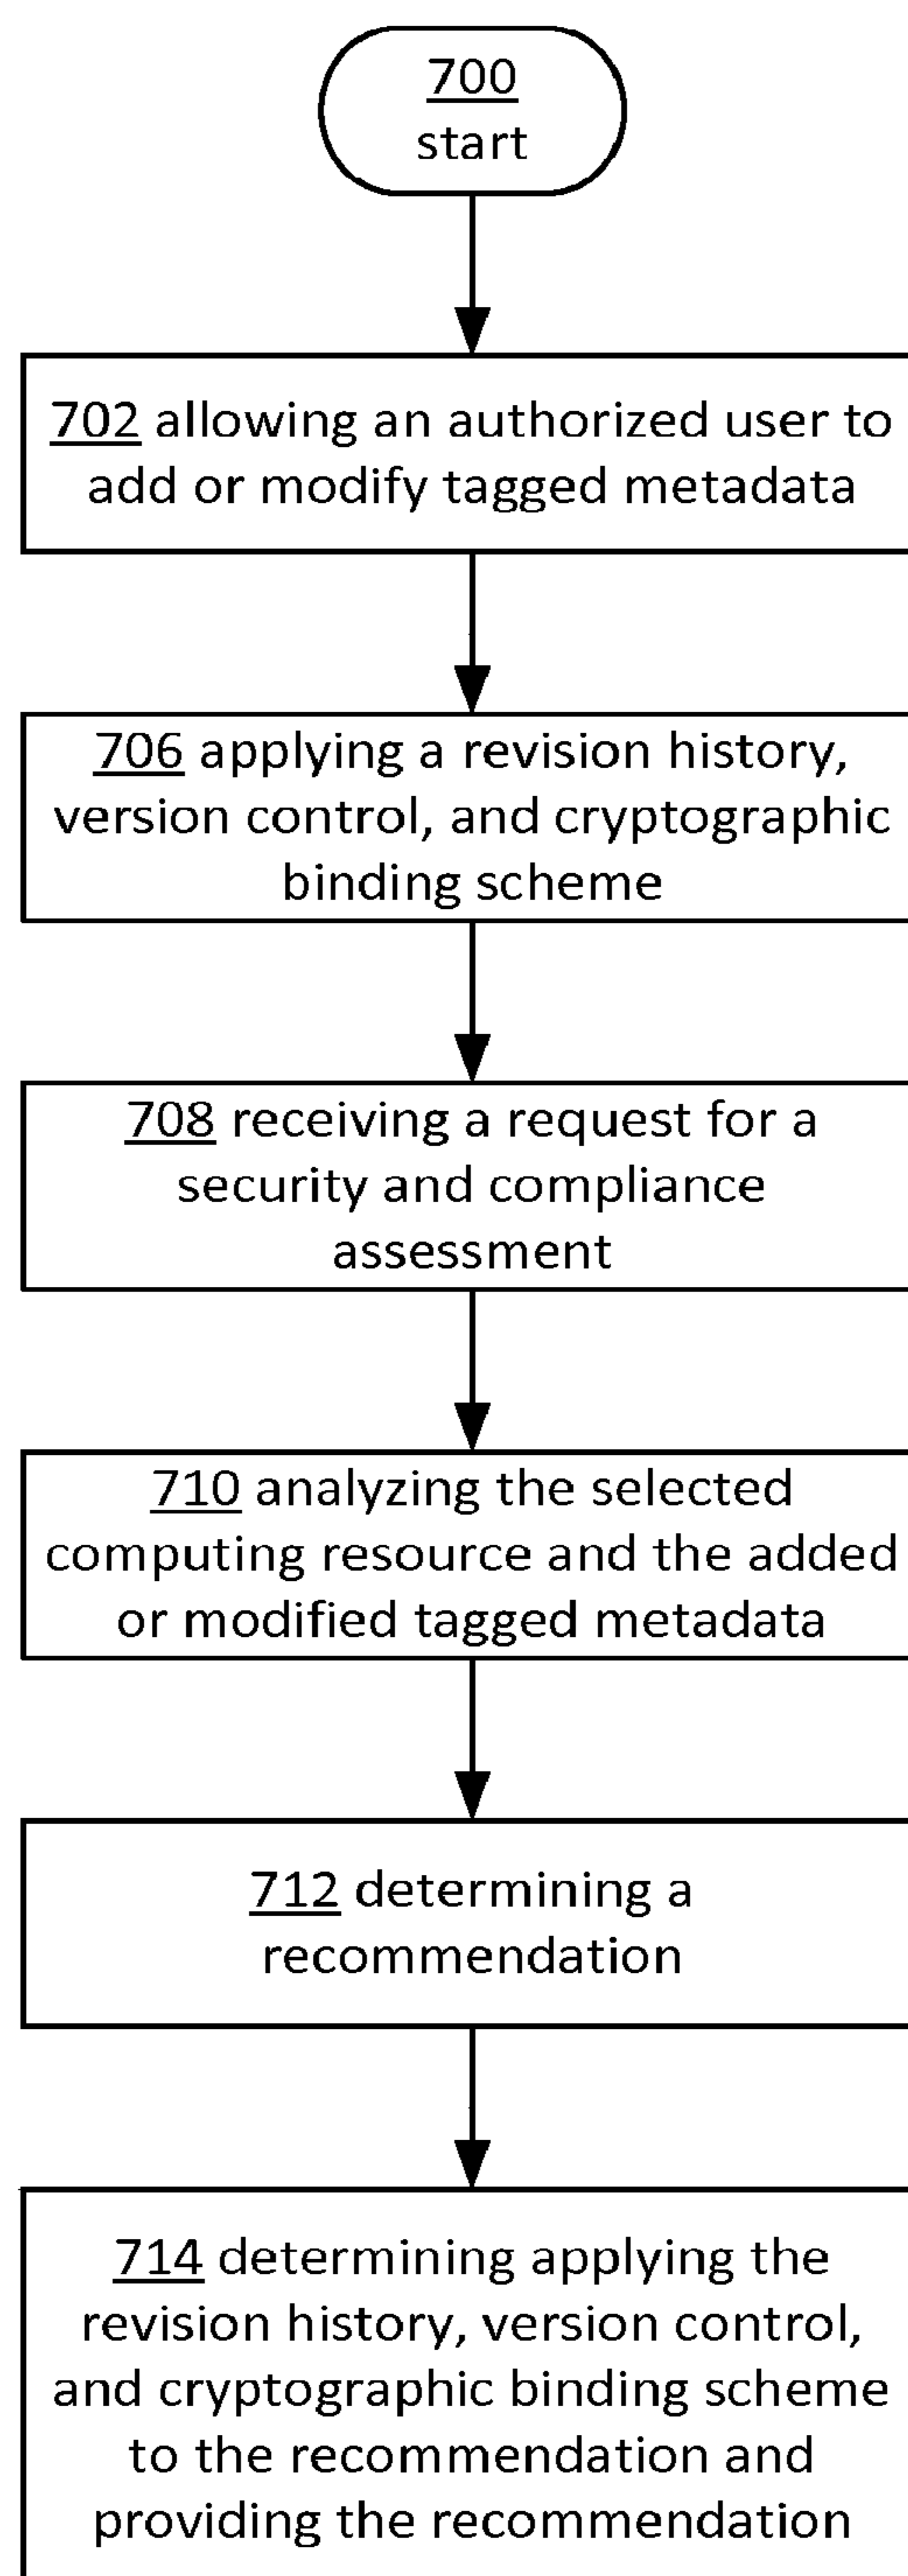 700
start
702 allowing an authorized user to
add or modify tagged metadata
706 applying a revision history,
version control, and cryptographic
binding scheme
708 receiving a request for a
security and compliance
assessment
710 analyzing the selected
computing resource and the added
or modified tagged metadata
712 determining a
recommendation
714 determining applying the
revision history, version control,
and cryptographic binding scheme
to the recommendation and
providing the recommendation